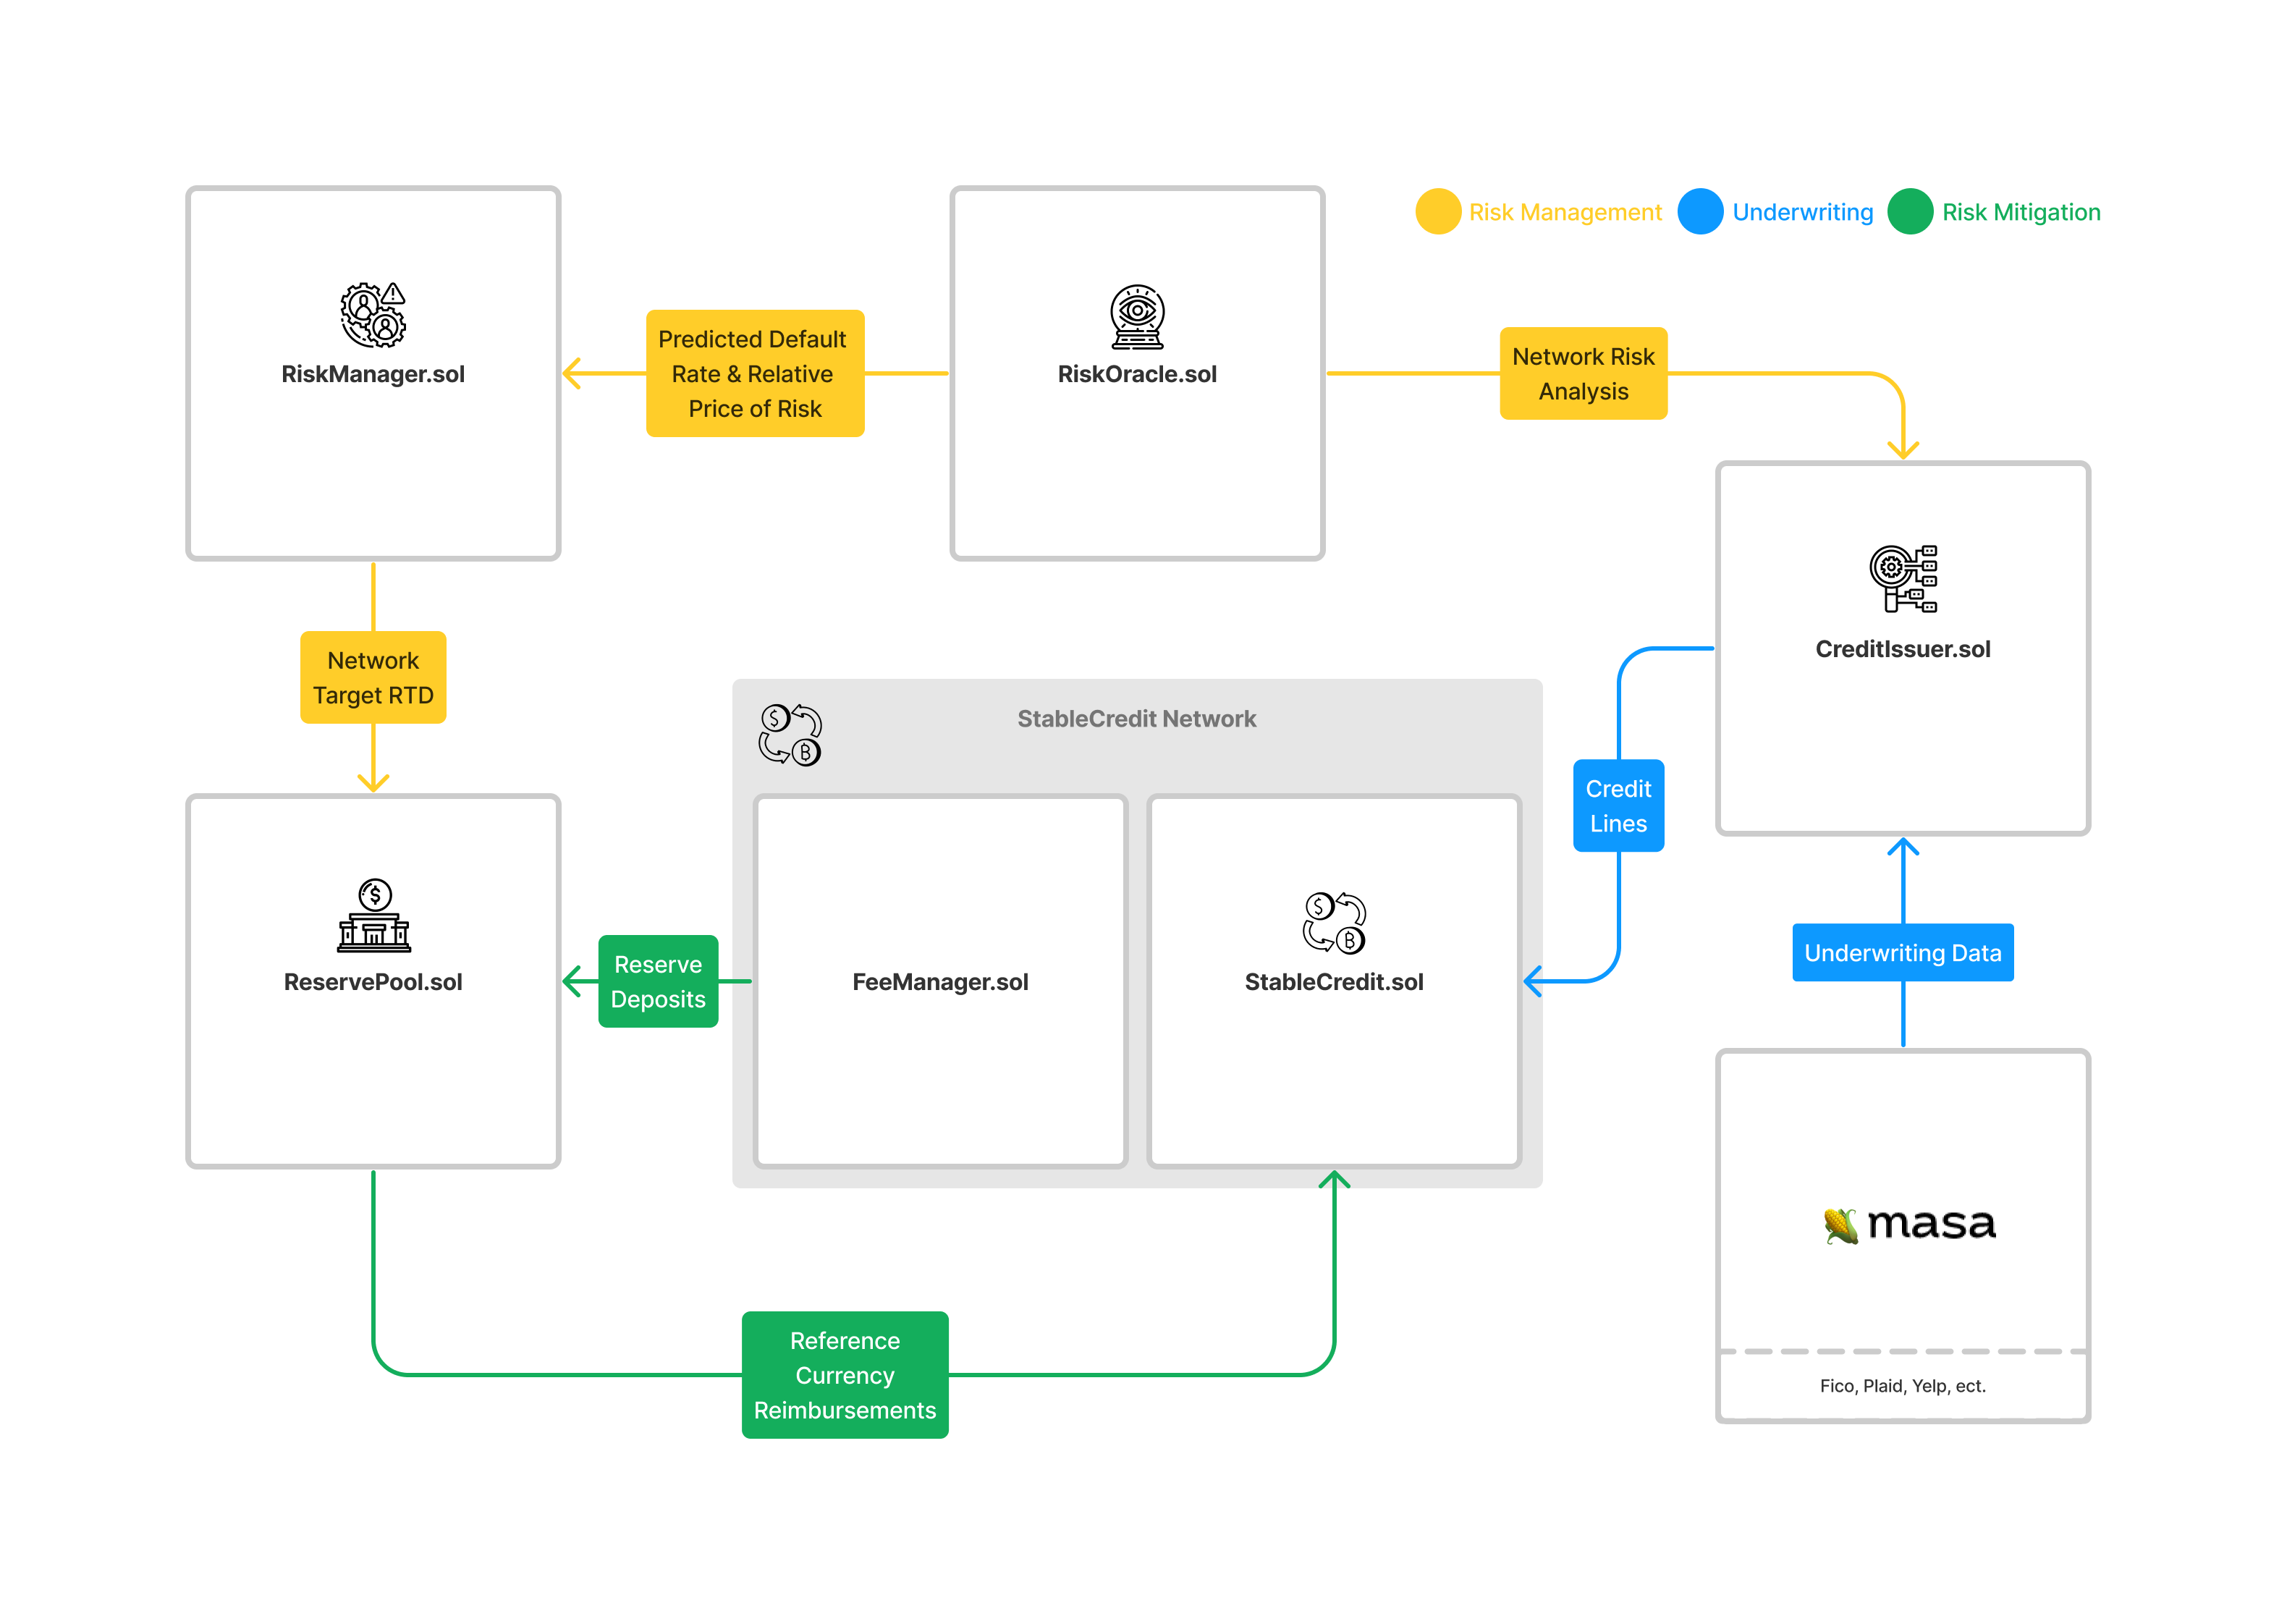 Risk Management
Underwriting
Risk Mitigation
RiskManager.sol
Predicted Default
Rate & Relative
Price of Risk
RiskOracle.sol
Network Risk
Analysis
CreditIssuer.sol
Network
Target RTD
StableCredit Network
Credit
Lines
ReservePool.sol
Reserve
Deposits
FeeManager.sol
StableCredit.sol
Underwriting Data
masa
Fico, Plaid, Yelp, ect.
Reference
Currency
Reimbursements